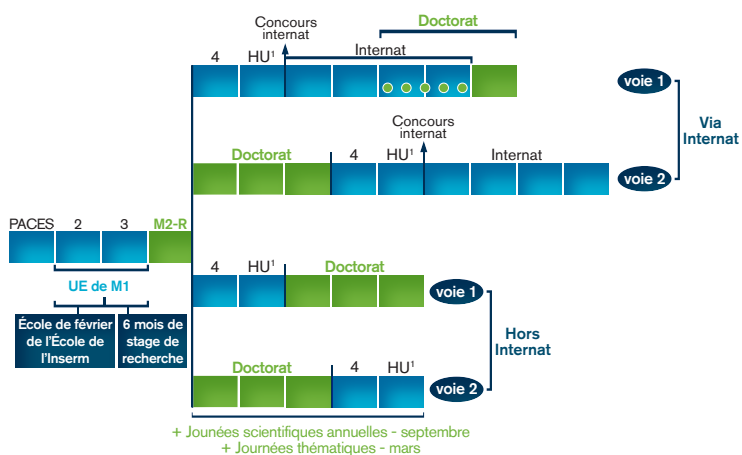 Doctorat
Concours
internat
Internat
4 HU¹
voie 1
Via
Internat
Concours
internat
Doctorat 4 HU¹ Internat
voie 2
PACES 2 3 M2-R
UE de M1
École de février
de l'École de
l'Inserm
6 mois de
stage de
recherche
4 HU¹ Doctorat
voie 1
Hors
Internat
Doctorat 4 HU¹
voie 2
+ Jounées scientifiques annuelles - septembre
+ Journées thématiques - mars